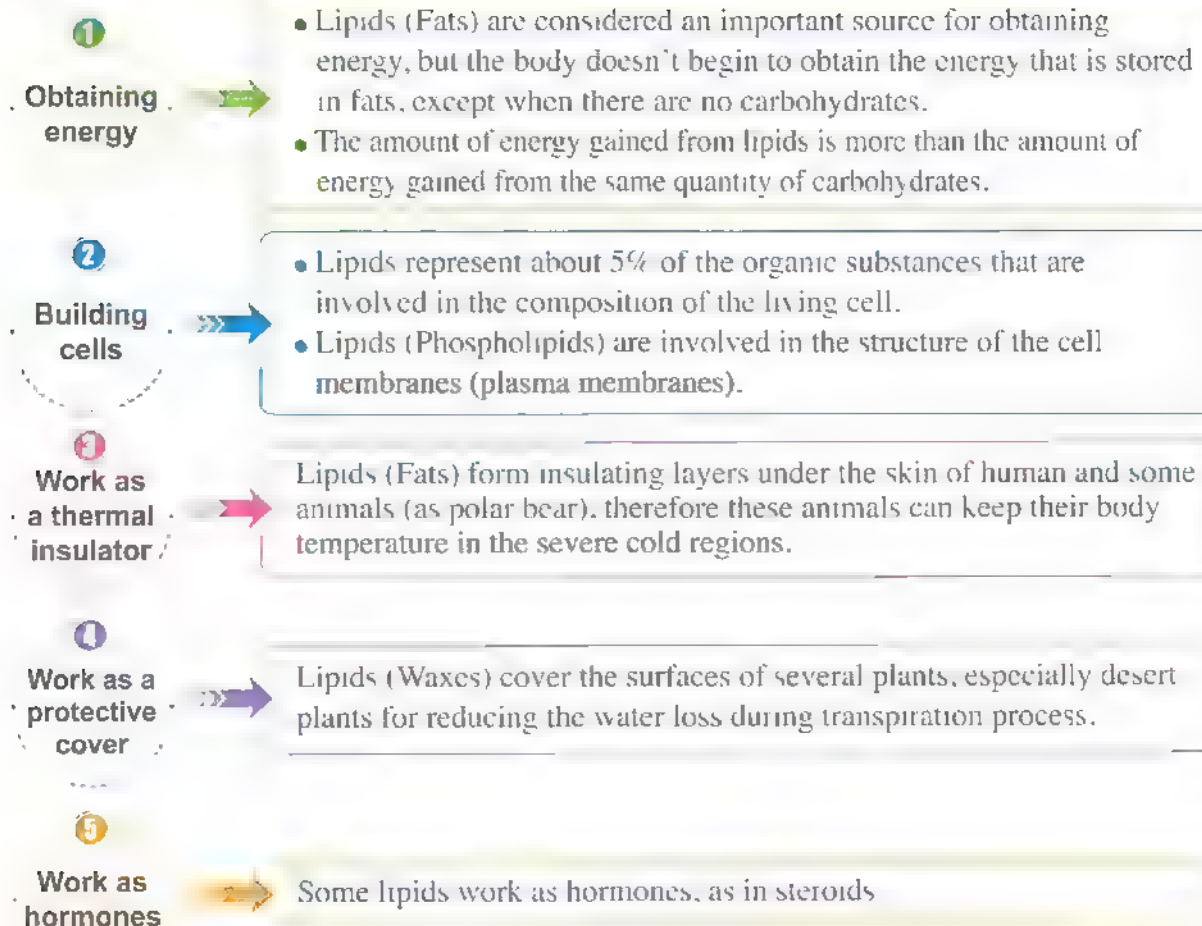 1
Obtaining
energy
• Lipids (Fats) are considered an important source for obtaining
energy, but the body doesn't begin to obtain the energy that is stored
in fats, except when there are no carbohydrates.
• The amount of energy gained from lipids is more than the amount of
energy gained from the same quantity of carbohydrates.
2
Building
cells
• Lipids represent about 5% of the organic substances that are
involved in the composition of the living cell.
• Lipids (Phospholipids) are involved in the structure of the cell
membranes (plasma membranes).
3
Work as
a thermal
insulator
Lipids (Fats) form insulating layers under the skin of human and some
animals (as polar bear), therefore these animals can keep their body
temperature in the severe cold regions.
4
Work as a
protective
cover
Lipids (Waxes) cover the surfaces of several plants, especially desert
plants for reducing the water loss during transpiration process.
5
Work as
hormones
Some lipids work as hormones, as in steroids